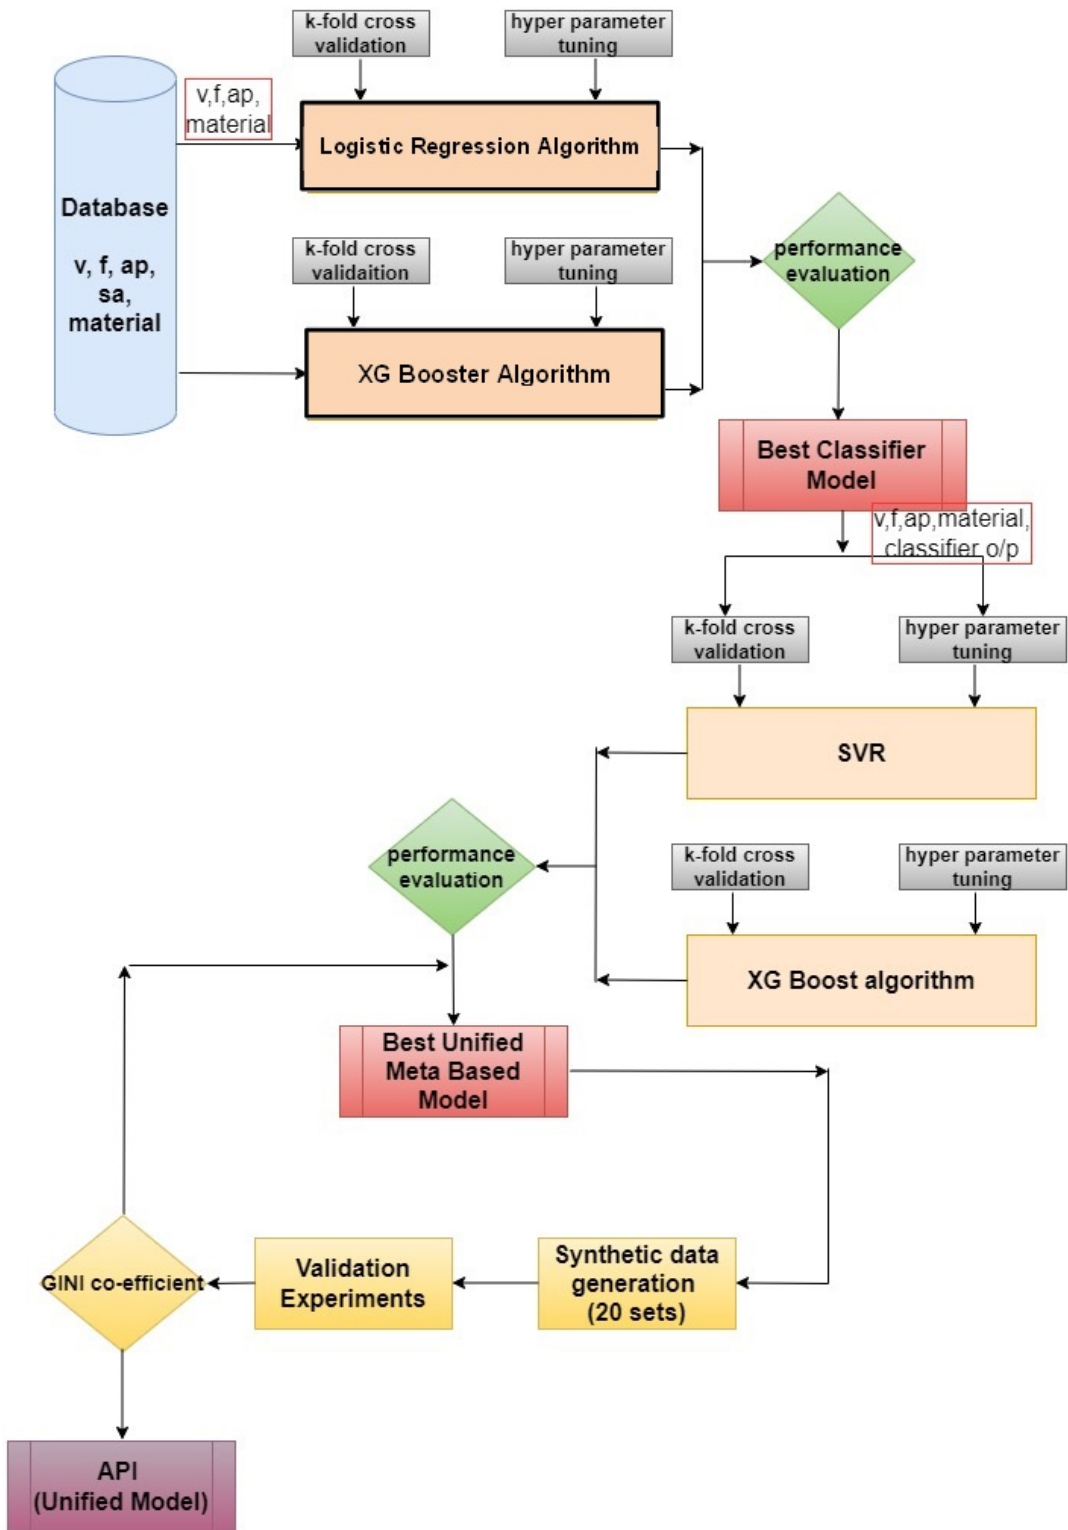 k-fold cross
validation
hyper parameter
tuning
v,f,ap,
material
Logistic Regression Algorithm
Database
v, f, ap,
sa,
material
k-fold cross
validaition
hyper parameter
tuning
XG Booster Algorithm
performance
evaluation
Best Classifier
Model
v,f,ap,material,
classifier o/p
k-fold cross
validation
hyper parameter
tuning
SVR
performance
evaluation
k-fold cross
validation
hyper parameter
tuning
XG Boost algorithm
Best Unified
Meta Based
Model
GINI co-efficient
Validation
Experiments
Synthetic data
generation
(20 sets)
API
(Unified Model)